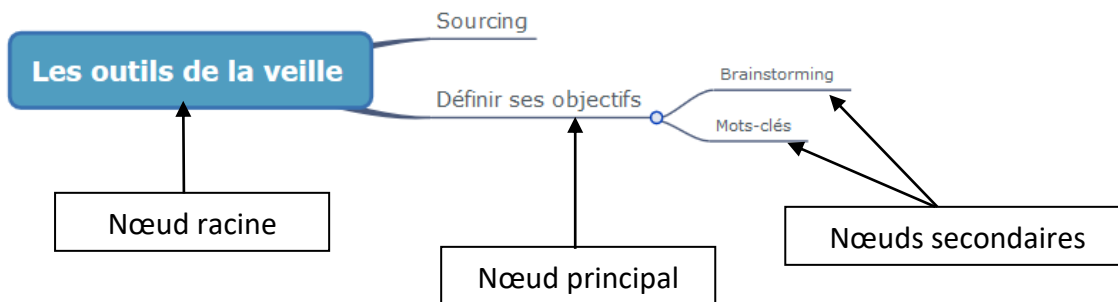 Sourcing
Les outils de la veille
Brainstorming
Définir ses objectifs
Mots-clés
Nœud racine
Nœuds secondaires
Nœud principal